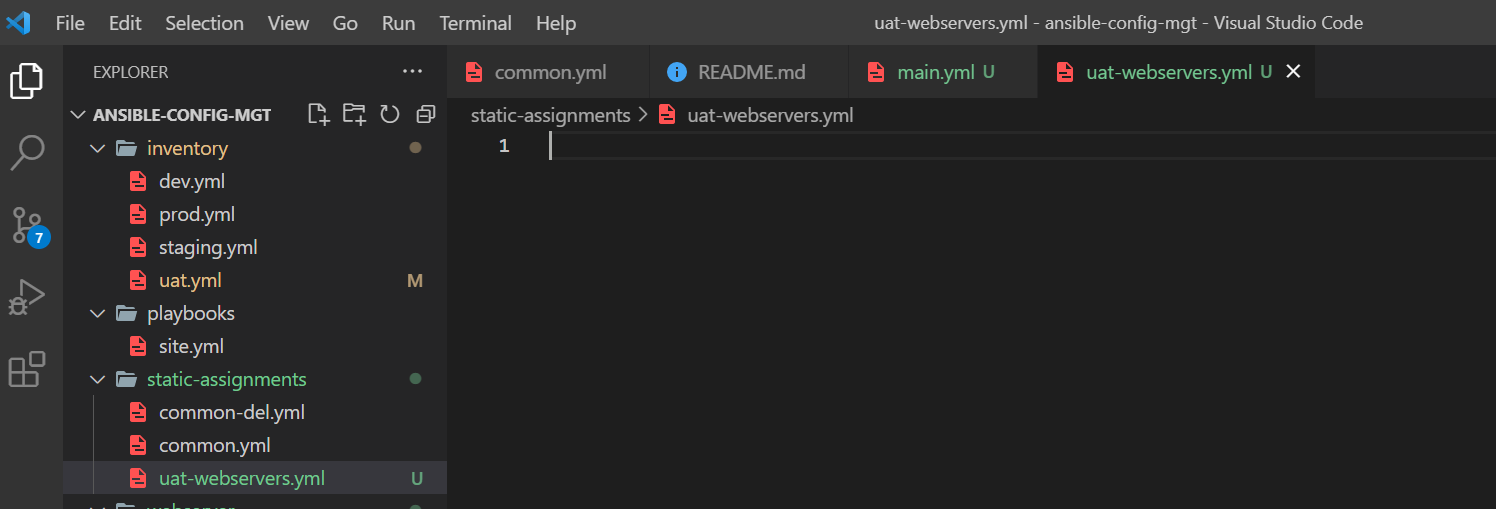 File Edit Selection View Go Run Terminal Help uat-webservers.yml - ansible-config-mgt - Visual Studio Code
EXPLORER
ANSIBLE-CONFIG-MGT
inventory
dev.yml
prod.yml
staging.yml
uat.yml M
playbooks
site.yml
static-assignments
common-del.yml
common.yml
uat-webservers.yml U
webserver
7
common.yml README.md main.yml U uat-webservers.yml U
static-assignments > uat-webservers.yml
1